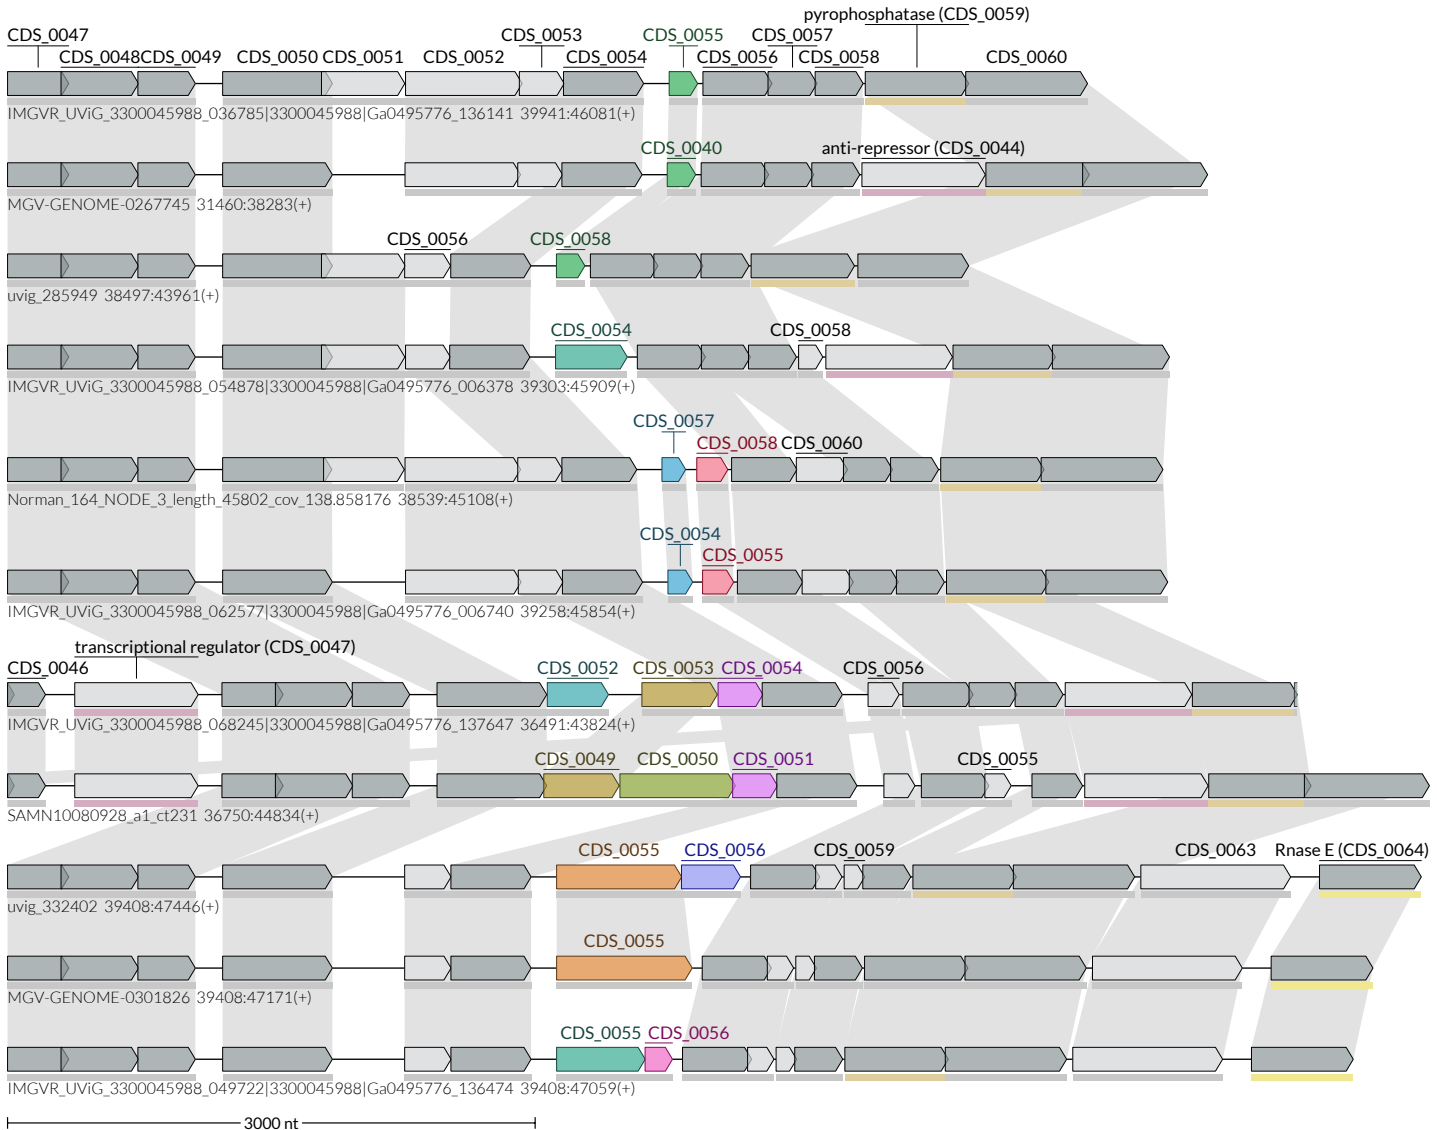 pyrophosphatase (CDS_0059)
CDS_0047 CDS_0053 CDS_0055 CDS_0057
CDS_0048 CDS_0049 CDS_0050 CDS_0051 CDS_0052 CDS_0054 CDS_0056 CDS_0058 CDS_0060
IMGVR_UViG_3300045988_036785|3300045988|Ga0495776_136141 39941:46081(+)
CDS_0040 anti-repressor (CDS_0044)
MGV-GENOME-0267745 31460:38283(+)
CDS_0056 CDS_0058
uvig_285949 38497:43961(+)
CDS_0054 CDS_0058
IMGVR_UViG_3300045988_054878|3300045988|Ga0495776_006378 39303:45909(+)
CDS_0057
CDS_0058 CDS_0060
Norman_164_NODE_3_length_45802_cov_138.858176 38539:45108(+)
CDS_0054
CDS_0055
IMGVR_UViG_3300045988_062577|3300045988|Ga0495776_006740 39258:45854(+)
transcriptional regulator (CDS_0047)
CDS_0046 CDS_0052 CDS_0053 CDS_0054 CDS_0056
IMGVR_UViG_3300045988_068245|3300045988|Ga0495776_137647 36491:43824(+)
CDS_0049 CDS_0050 CDS_0051 CDS_0055
SAMN10080928_a1_ct231 36750:44834(+)
CDS_0055 CDS_0056 CDS_0059 CDS_0063 Rnase E (CDS_0064)
uvig_332402 39408:47446(+)
CDS_0055
MGV-GENOME-0301826 39408:47171(+)
CDS_0055 CDS_0056
IMGVR_UViG_3300045988_049722|3300045988|Ga0495776_136474 39408:47059(+)
3000 nt